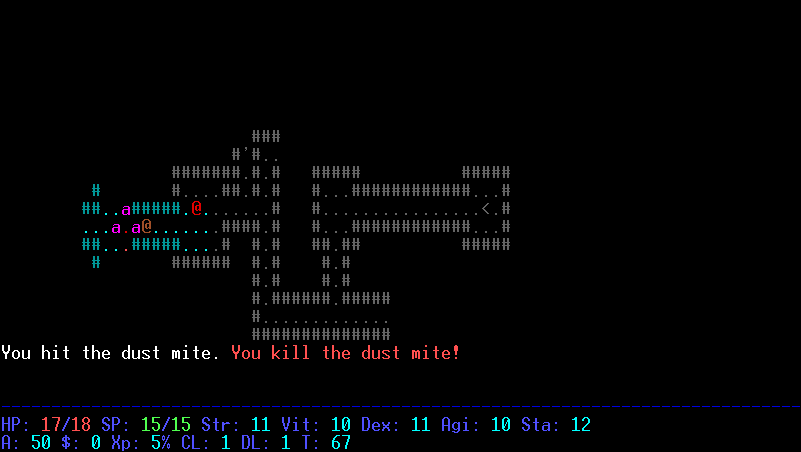 ###
#'#..
#######.#.#   #####          #####
#       #....##.#.#   #...############...#
##..a#####.@.......#   #................<.#
...a.a@.......####.#   #...############...#
##...#####....#  #.#   ##.##          #####
#       ######  #.#    #.#
#.#    #.#
#.######.#####
#.............
##############
You hit the dust mite. You kill the dust mite!
--------------------------------------------------------------------------------
HP: 17/18 SP: 15/15 Str: 11 Vit: 10 Dex: 11 Agi: 10 Sta: 12
A: 50 $: 0 Xp: 5% CL: 1 DL: 1 T: 67